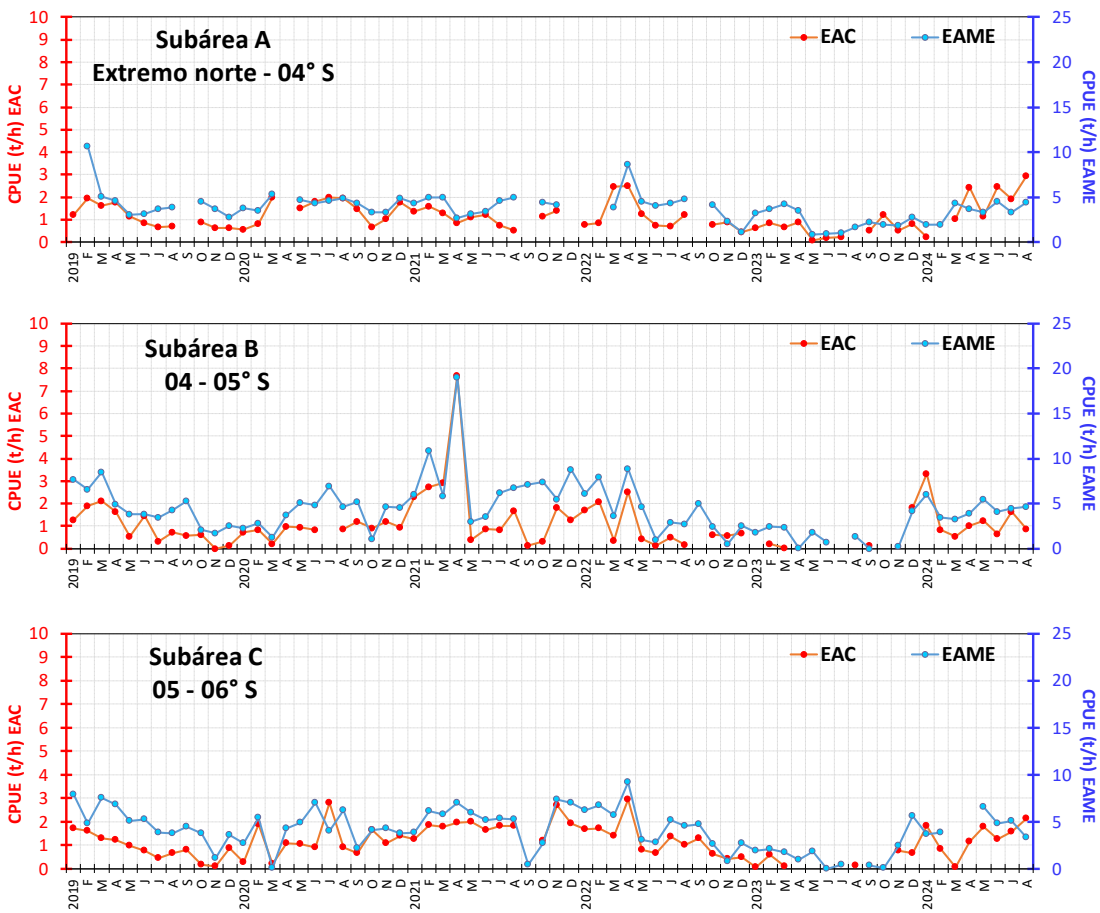 Subárea A
Extremo norte - 04° S
EAC
EAME
CPUE (t/h) EAC
10
9
8
7
6
5
4
3
2
1
0
25
20
15
10
5
0
CPUE (t/h) EAME
2019 F M A M J J A S O N D 2020 F M A M J J A S O N D 2021 F M A M J J A S O N D 2022 F M A M J J A S O N D 2023 F M A M J J A S O N D 2024 F M A M J J A
Subárea B
04 - 05° S
EAC
EAME
CPUE (t/h) EAC
10
9
8
7
6
5
4
3
2
1
0
25
20
15
10
5
0
CPUE (t/h) EAME
2019 F M A M J J A S O N D 2020 F M A M J J A S O N D 2021 F M A M J J A S O N D 2022 F M A M J J A S O N D 2023 F M A M J J A S O N D 2024 F M A M J J A
Subárea C
05 - 06° S
EAC
EAME
CPUE (t/h) EAC
10
9
8
7
6
5
4
3
2
1
0
25
20
15
10
5
0
CPUE (t/h) EAME
2019 F M A M J J A S O N D 2020 F M A M J J A S O N D 2021 F M A M J J A S O N D 2022 F M A M J J A S O N D 2023 F M A M J J A S O N D 2024 F M A M J J A